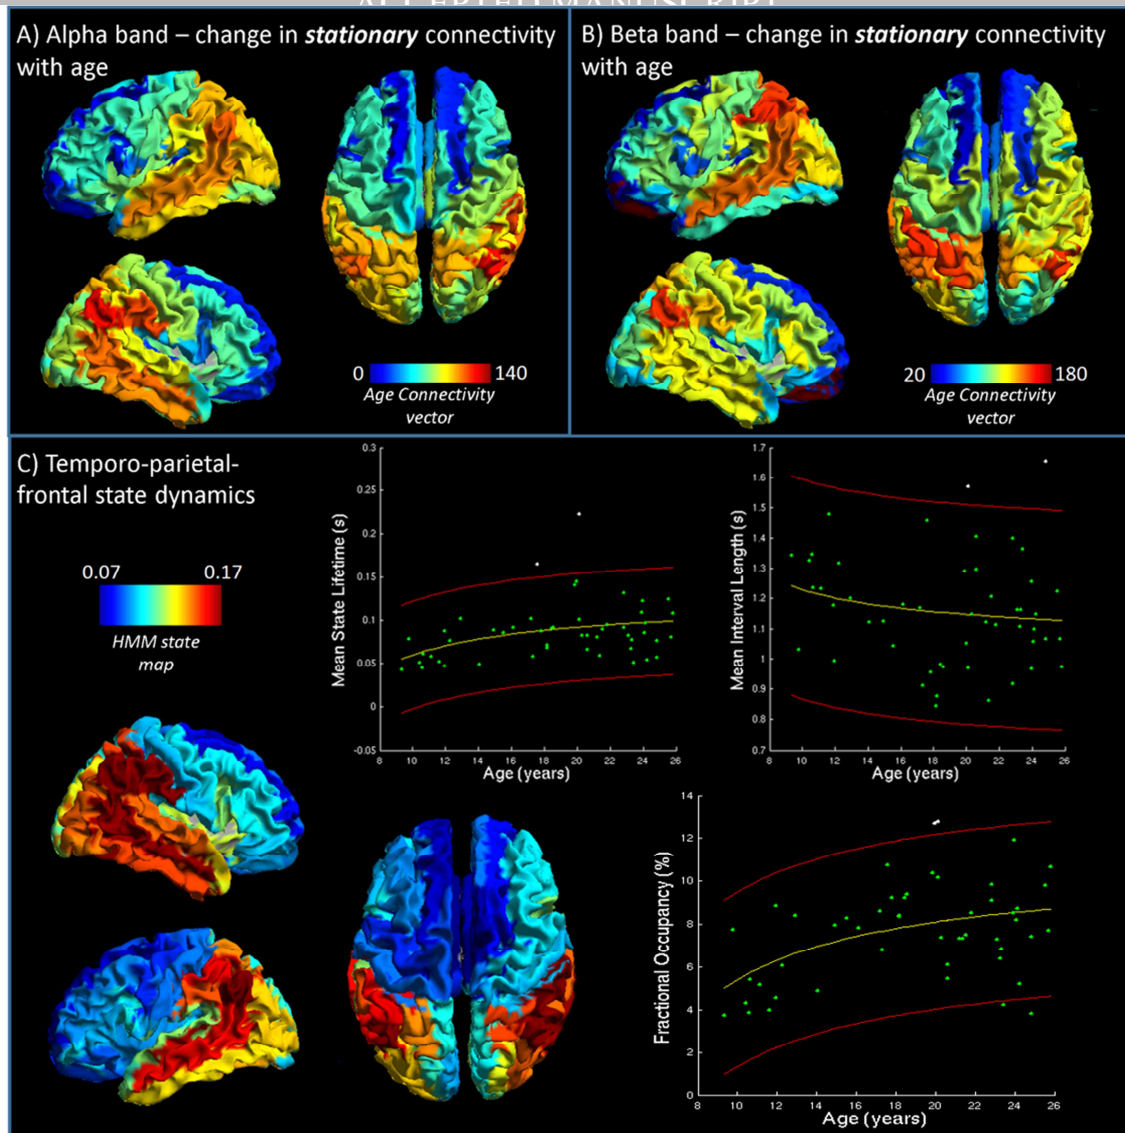 ACCEPTED MANUSCRIPT
A) Alpha band – change in stationary connectivity
with age
0
140
Age Connectivity
vector
B) Beta band – change in stationary connectivity
with age
20
180
Age Connectivity
vector
C) Temporo-parietal-
frontal state dynamics
0.07
0.17
HMM state
map
Mean State Lifetime (s)
0.3
0.25
0.2
0.15
0.1
0.05
0
-0.05
8 10 12 14 16 18 20 22 24 26
Age (years)
Mean Interval Length (s)
1.7
1.6
1.5
1.4
1.3
1.2
1.1
1
0.9
0.8
0.7
8 10 12 14 16 18 20 22 24 26
Age (years)
Fractional Occupancy (%)
14
12
10
8
6
4
2
0
8 10 12 14 16 18 20 22 24 26
Age (years)